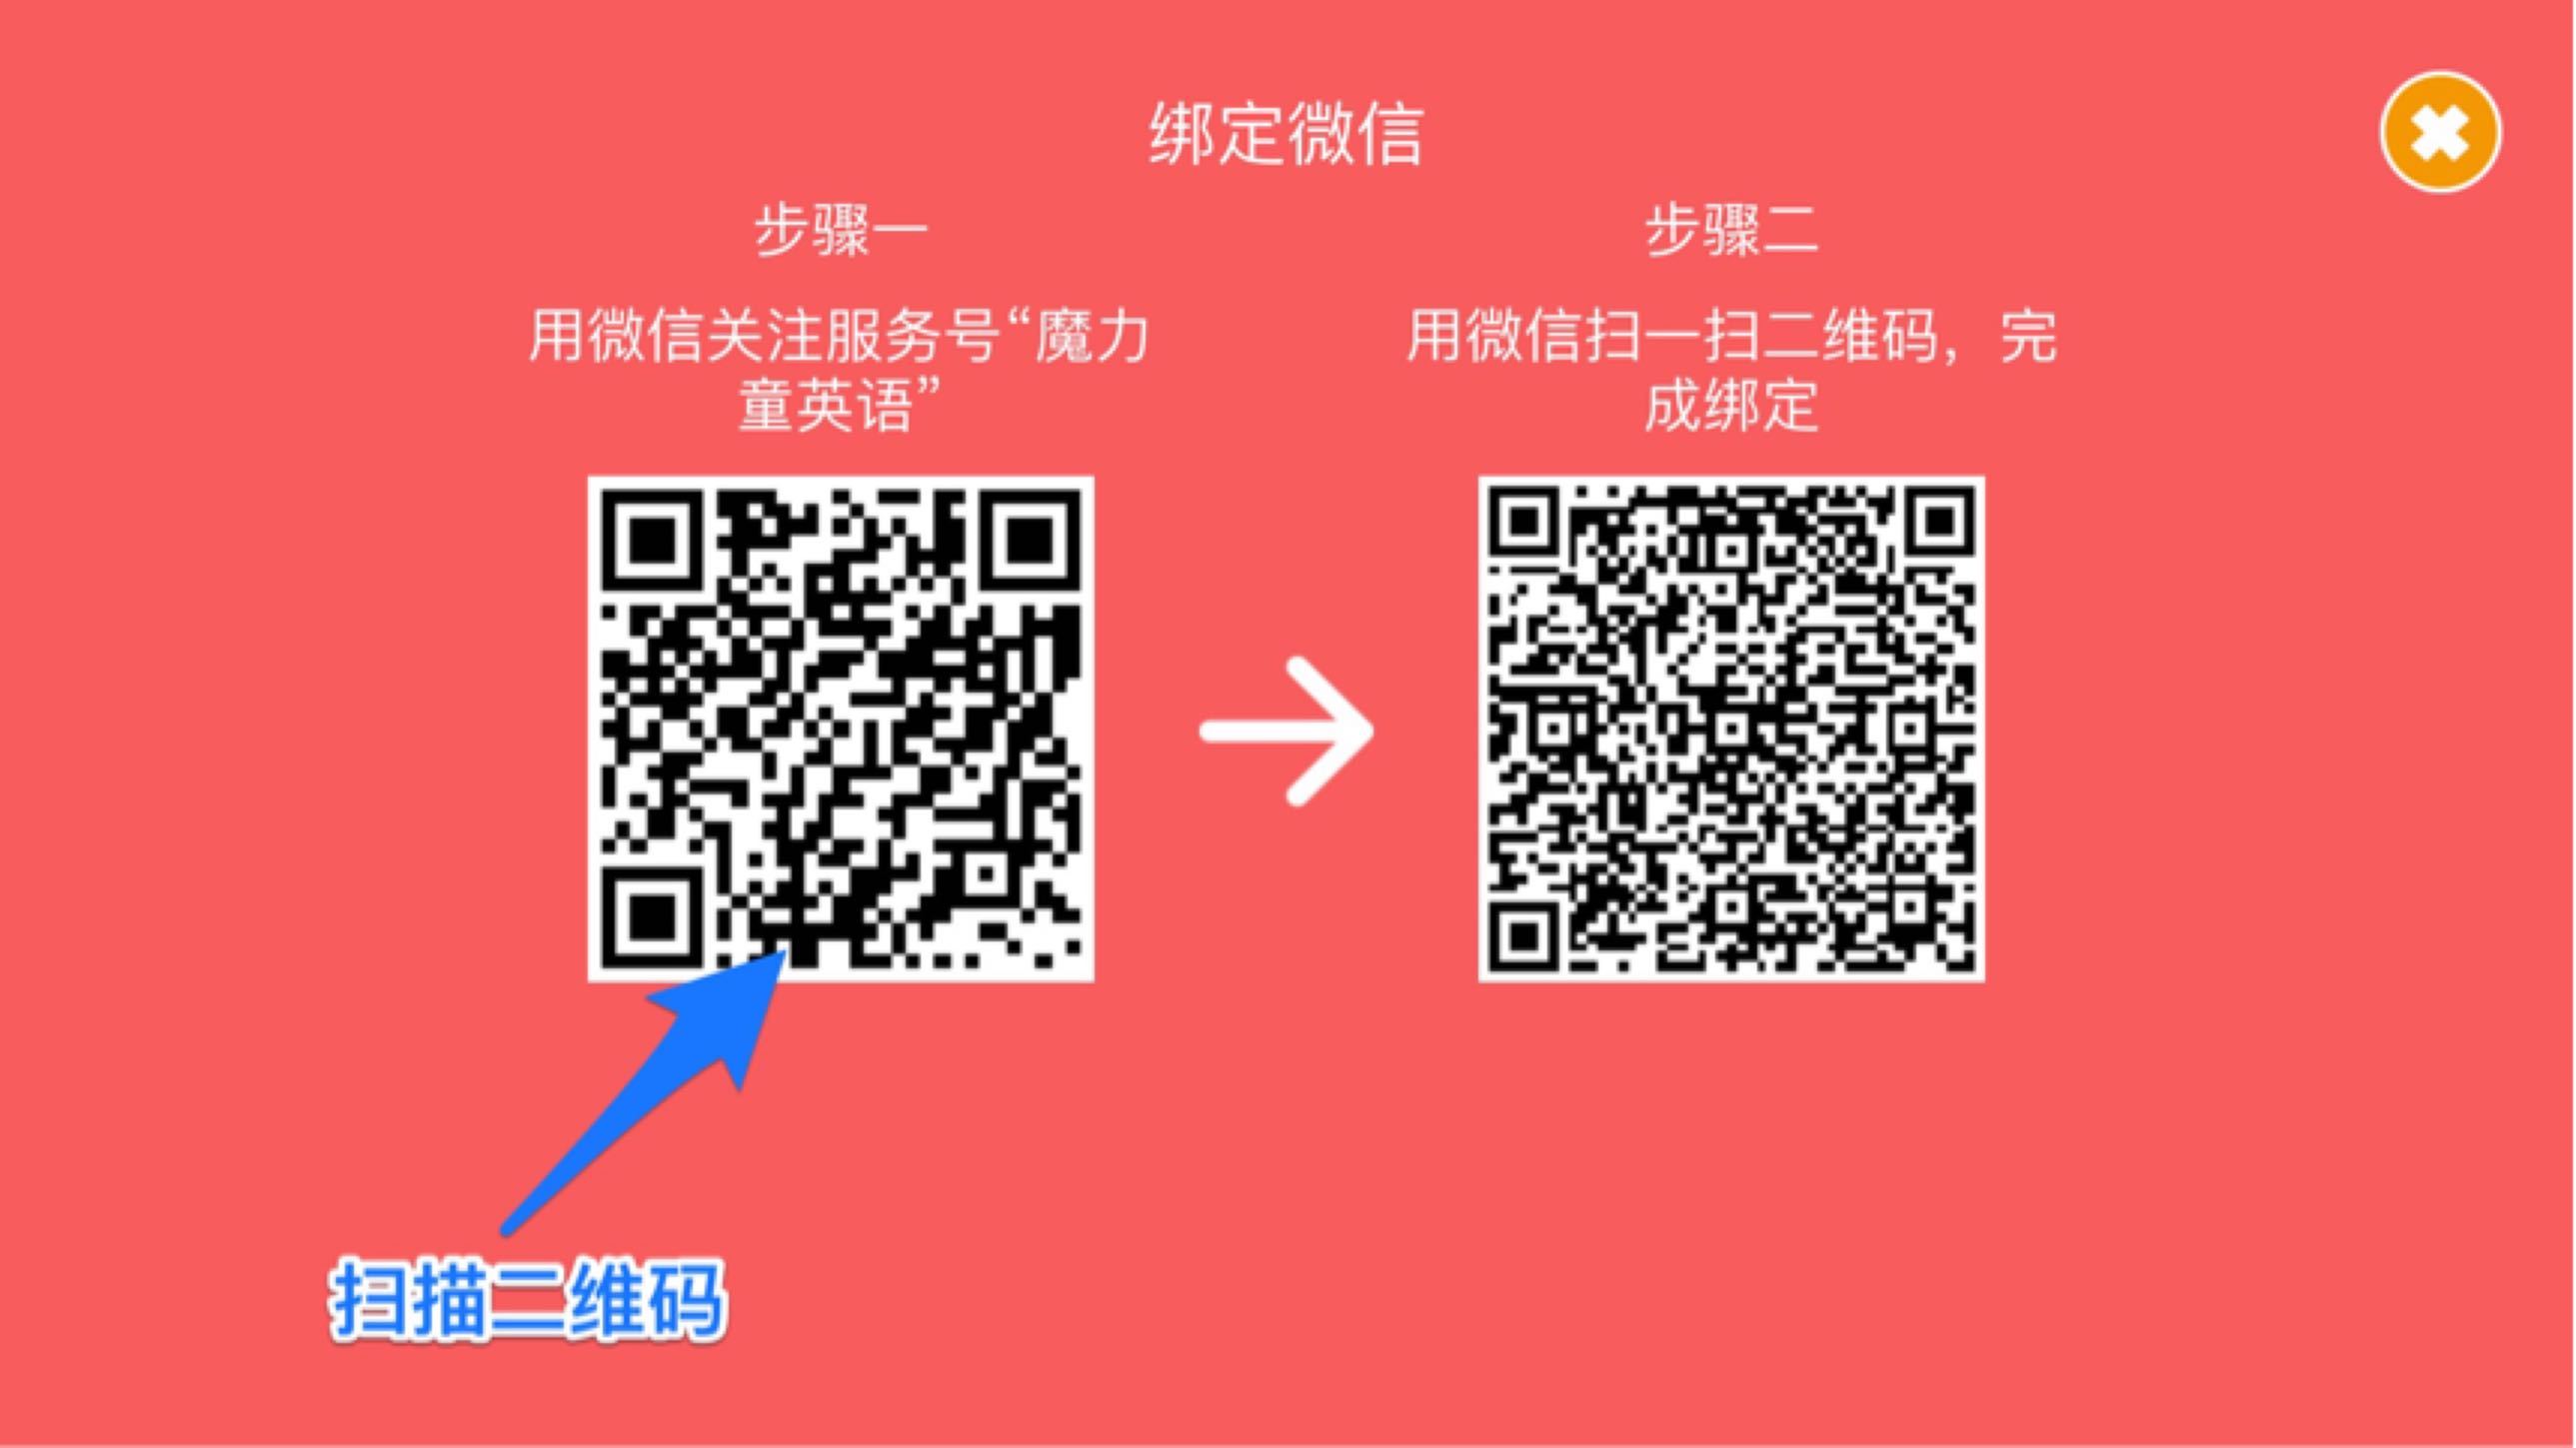 绑定微信
步骤一
用微信关注服务号“魔力
童英语”
步骤二
用微信扫一扫二维码，完
成绑定
扫描二维码